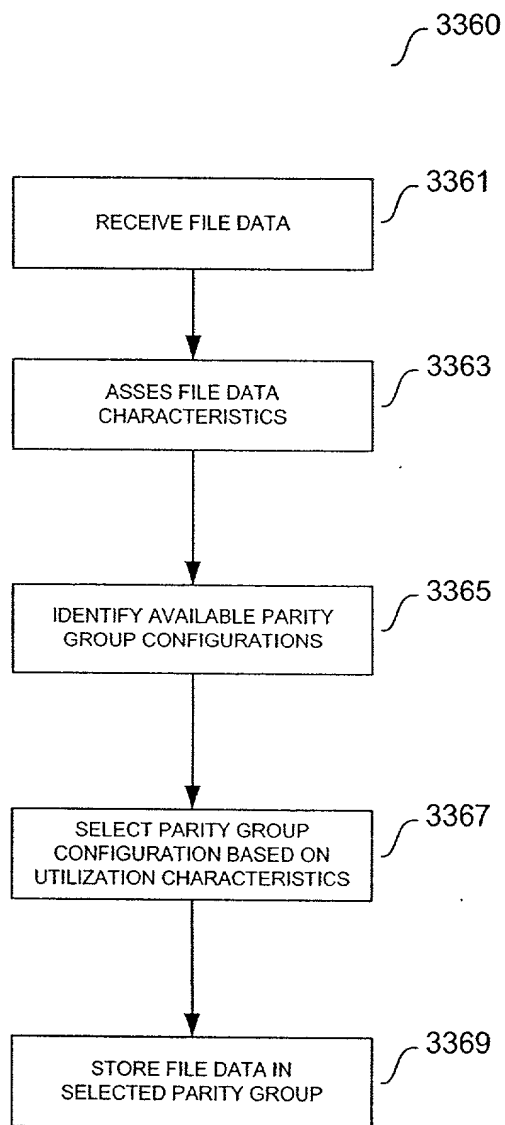 3360
3361
RECEIVE FILE DATA
3363
ASSES FILE DATA
CHARACTERISTICS
3365
IDENTIFY AVAILABLE PARITY
GROUP CONFIGURATIONS
3367
SELECT PARITY GROUP
CONFIGURATION BASED ON
UTILIZATION CHARACTERISTICS
3369
STORE FILE DATA IN
SELECTED PARITY GROUP